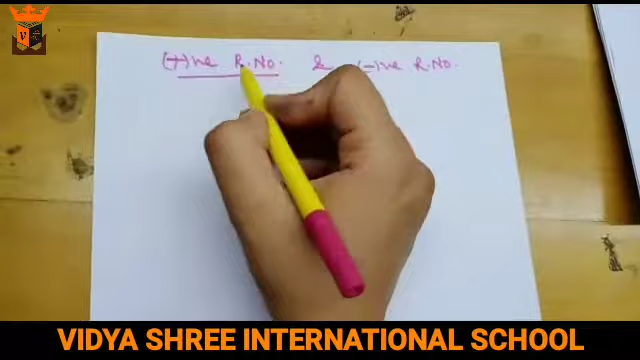 (+)ve R.No. & (-)ve R.No.
V
VIDYA SHREE INTERNATIONAL SCHOOL